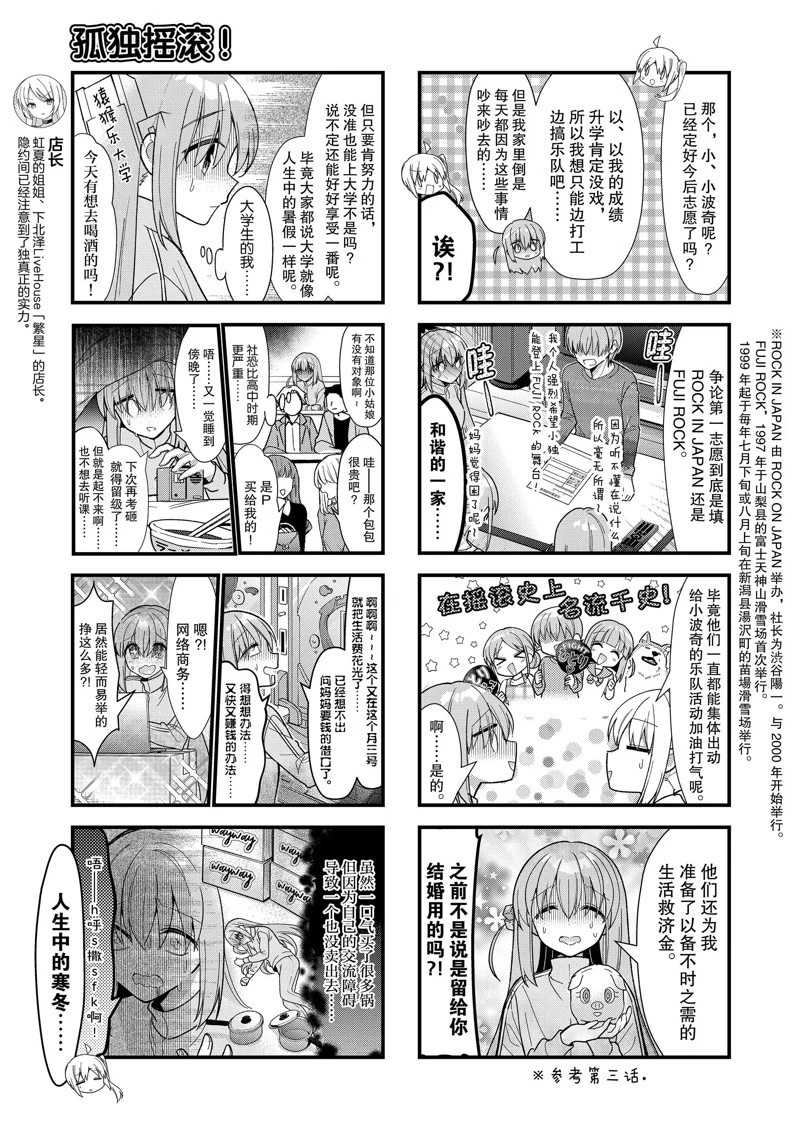 孤独摇滚！
店长
虹夏的姐姐、下北泽LiveHouse「繁星」的店长。
隐约间已经注意到了独真正的实力。
那个，小、小波奇呢？
已经定好今后志愿了吗？
以、以我的成绩
升学肯定没戏，
所以我想只能边打工
边搞乐队吧……
但是我家里倒是
每天都因为这些事情
吵来吵去的……
诶?!
争论第一志愿到底是填
ROCK IN JAPAN 还是
FUJI ROCK。
哇
哇
因为听不懂在说什么
所以毫无所谓～
我个人强烈希望小独
能登上FUJI ROCK的舞台！
妈妈觉得困了呢～
和谐的一家……
毕竟他们一直都能集体出动
给小波奇的乐队活动加油打气呢。
在摇滚史上
名流千史！
啊……
是的。
他们还为我
准备了以备不时之需的
生活救济金。
之前不是说是留给你
结婚用的吗?!
※参考第三话.
※ROCK IN JAPAN 由 ROCK ON JAPAN 举办，社长为渋谷陽一。与 2000 年开始举行。
FUJI ROCK，1997 年于山梨县的富士天神山滑雪场首次举行。
1999 年起于每年七月下旬或八月上旬在新潟县湯沢町的苗場滑雪场举行。
但只要肯努力的话，
没准也能上大学不是吗？
说不定还能好好享受一番呢。
毕竟大家都说大学就像
人生中的暑假一样呢。
大学生的我……
猿猴乐大学
今天有想去喝酒的吗！
不知道那位小姑娘
有没有对象啊～
社恐比高中时期
更严重……
哇——那个包包
很贵吧？
是P
买给我的！
唔……又一觉睡到
傍晚了……
下次再考砸
就得留级了……
但就是起不来啊……
也不想去听课……
啊啊啊～～～这个又在这个月三号
就把生活费花光了……
已经想不出
问妈妈要钱的借口了。
得想想办法……
又快又赚钱的办法……
嗯?!
网络商务……
居然能轻而易举的
挣这么多?!
虽然一口气买了很多锅
但因为自己的交流障碍
导致一个也没卖出去……
wayway
wayway
wayway
wayway
唔——h呼s撒sfk啊！
人生中的寒冬……